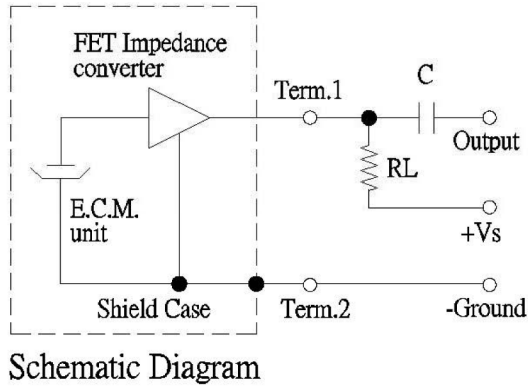 FET Impedance
converter
Term.1
C
Output
RL
E.C.M.
unit
+Vs
Shield Case
Term.2
-Ground
Schematic Diagram